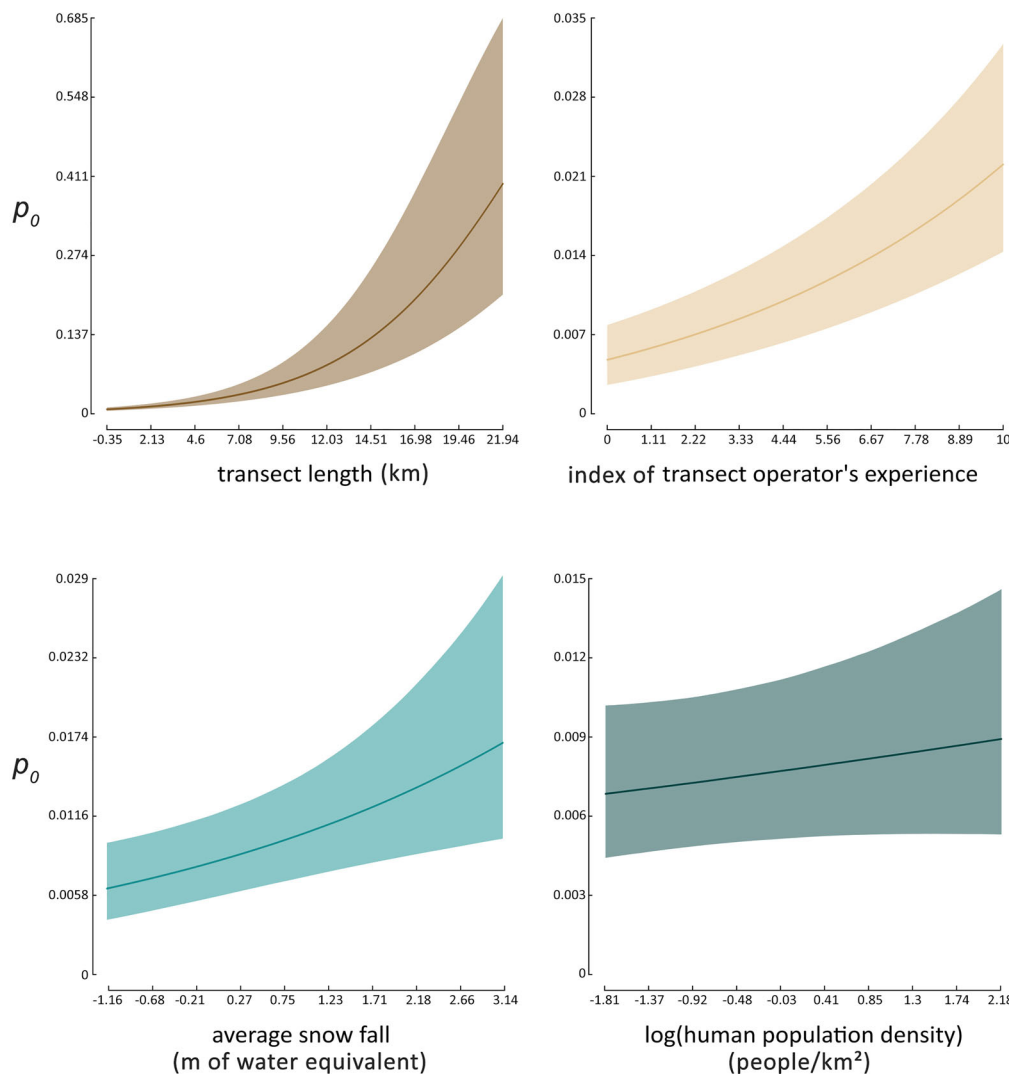 0.685
0.548
0.411
0.274
0.137
0
p0
-0.35 2.13 4.6 7.08 9.56 12.03 14.51 16.98 19.46 21.94
transect length (km)
0.035
0.028
0.021
0.014
0.007
0
0 1.11 2.22 3.33 4.44 5.56 6.67 7.78 8.89 10
index of transect operator's experience
0.029
0.0232
0.0174
0.0116
0.0058
0
p0
-1.16 -0.68 -0.21 0.27 0.75 1.23 1.71 2.18 2.66 3.14
average snow fall
(m of water equivalent)
0.015
0.012
0.009
0.006
0.003
0
-1.81 -1.37 -0.92 -0.48 -0.03 0.41 0.85 1.3 1.74 2.18
log(human population density)
(people/km²)